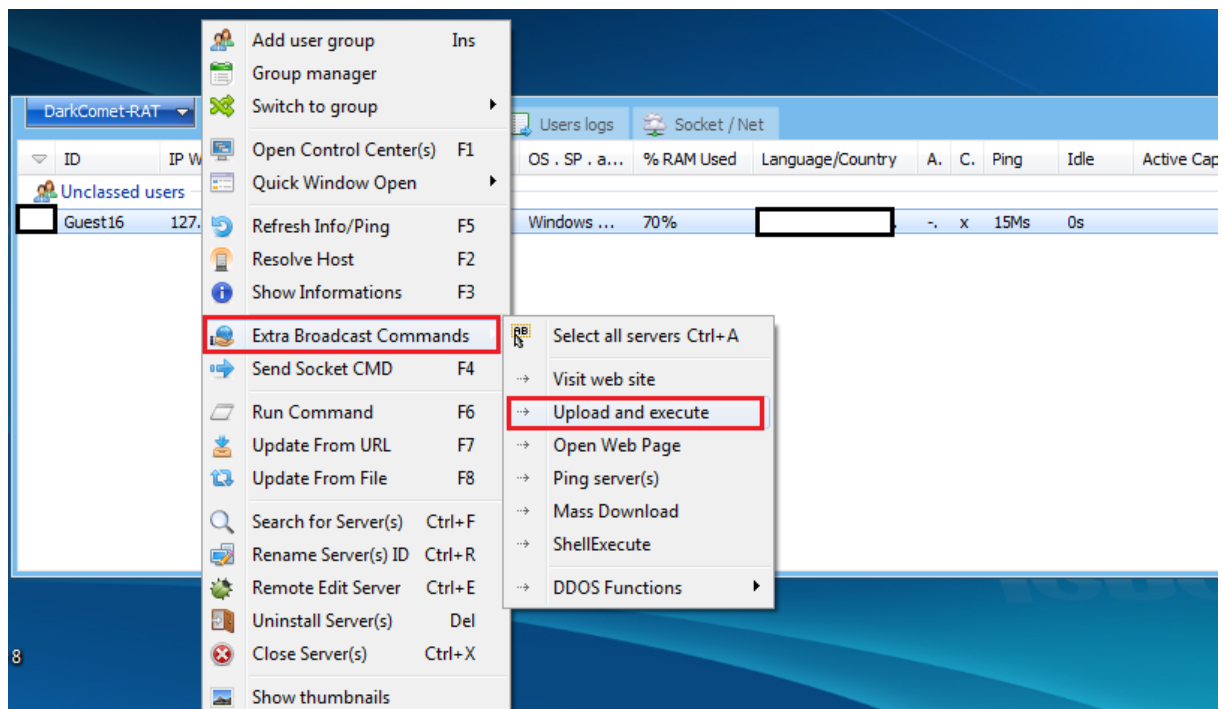 Add user group Ins
Group manager
Switch to group
DarkComet-RAT
Users logs
Socket / Net
ID
IP W
OS . SP . a...
% RAM Used
Language/Country
A.
C.
Ping
Idle
Active Cap
Open Control Center(s) F1
Quick Window Open
Unclassed users
Guest16
127.
Windows ...
70%
-.
x
15Ms
0s
Refresh Info/Ping F5
Resolve Host F2
Show Informations F3
Extra Broadcast Commands
Send Socket CMD F4
Run Command F6
Update From URL F7
Update From File F8
Search for Server(s) Ctrl+F
Rename Server(s) ID Ctrl+R
Remote Edit Server Ctrl+E
Uninstall Server(s) Del
Close Server(s) Ctrl+X
Show thumbnails
AB
Select all servers Ctrl+A
Visit web site
Upload and execute
Open Web Page
Ping server(s)
Mass Download
ShellExecute
DDOS Functions
8